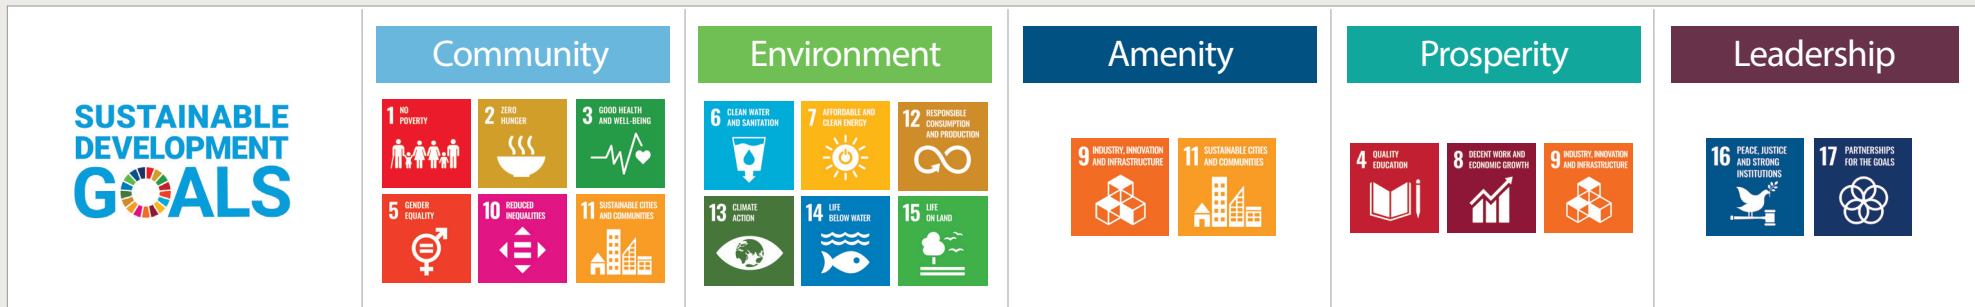 SUSTAINABLE
DEVELOPMENT
GOALS
Community
1 NO
POVERTY
2 ZERO
HUNGER
3 GOOD HEALTH
AND WELL-BEING
5 GENDER
EQUALITY
10 REDUCED
INEQUALITIES
11 SUSTAINABLE CITIES
AND COMMUNITIES
Environment
6 CLEAN WATER
AND SANITATION
7 AFFORDABLE AND
CLEAN ENERGY
12 RESPONSIBLE
CONSUMPTION
AND PRODUCTION
13 CLIMATE
ACTION
14 LIFE
BELOW WATER
15 LIFE
ON LAND
Amenity
9 INDUSTRY, INNOVATION
AND INFRASTRUCTURE
11 SUSTAINABLE CITIES
AND COMMUNITIES
Prosperity
4 QUALITY
EDUCATION
8 DECENT WORK AND
ECONOMIC GROWTH
9 INDUSTRY, INNOVATION
AND INFRASTRUCTURE
Leadership
16 PEACE, JUSTICE
AND STRONG
INSTITUTIONS
17 PARTNERSHIPS
FOR THE GOALS